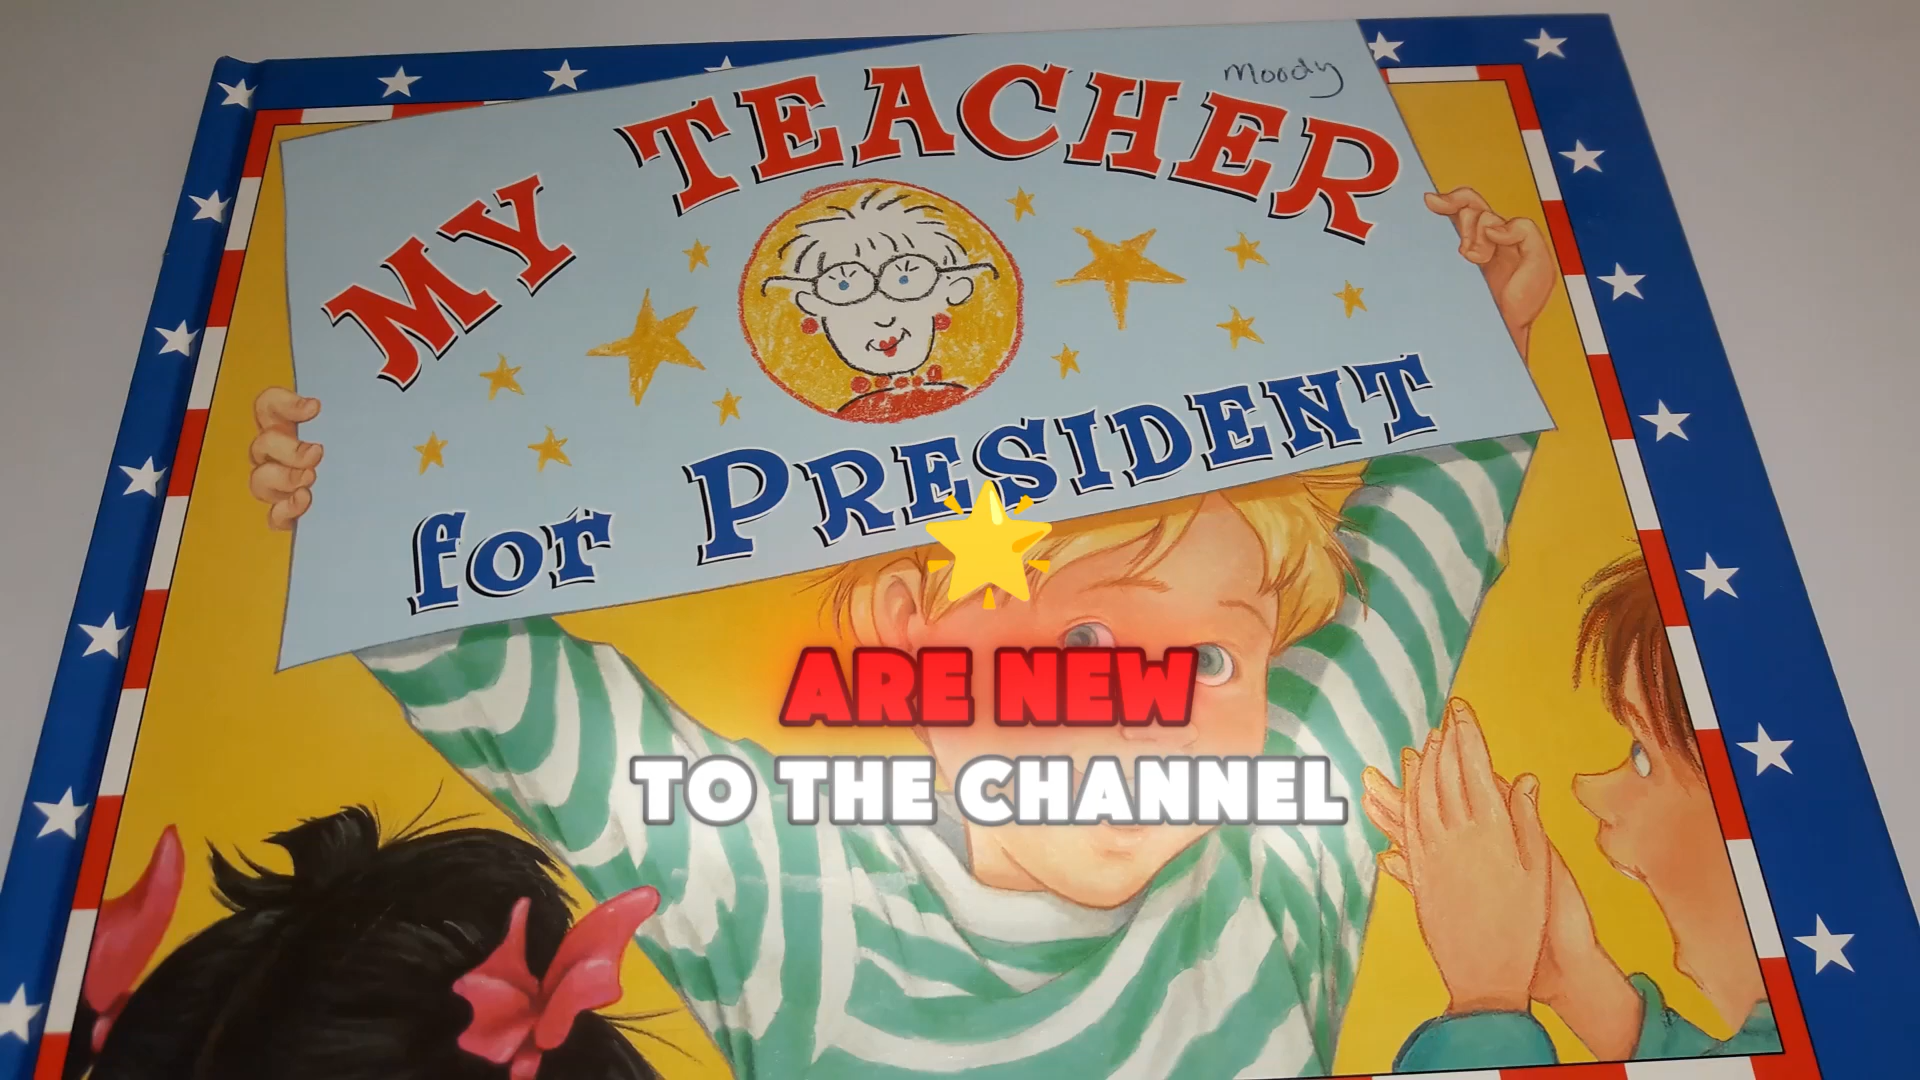 Moody
MY TEACHER
for PRESIDENT
ARE NEW
TO THE CHANNEL